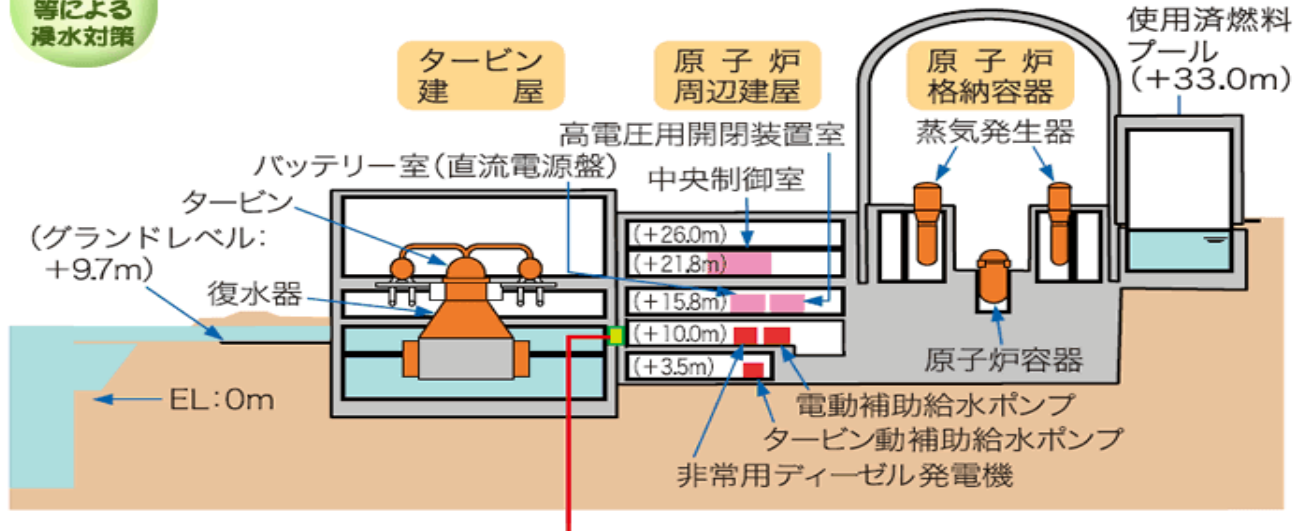 等による
浸水対策
タービン
建屋
原子炉
周辺建屋
原子炉
格納容器
使用済燃料
プール
(+33.0m)
高電圧用開閉装置室
蒸気発生器
バッテリー室(直流電源盤)
中央制御室
タービン
(グランドレベル:
+9.7m)
復水器
(+26.0m)
(+21.8m)
(+15.8m)
(+10.0m)
(+3.5m)
原子炉容器
EL:0m
電動補助給水ポンプ
タービン動補助給水ポンプ
非常用ディーゼル発電機